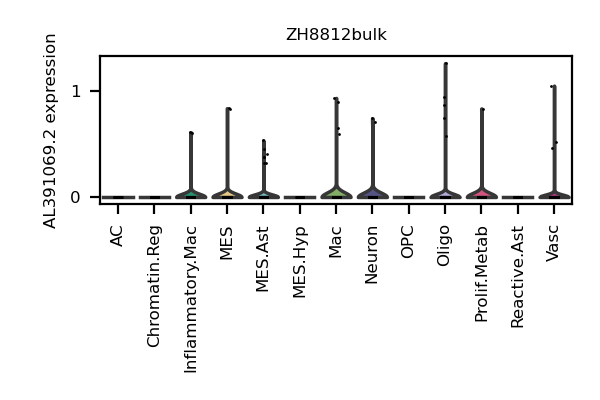 ZH8812bulk
AL391069.2 expression
1
0
AC
Chromatin.Reg
Inflammatory.Mac
MES
MES.Ast
MES.Hyp
Mac
Neuron
OPC
Oligo
Prolif.Metab
Reactive.Ast
Vasc